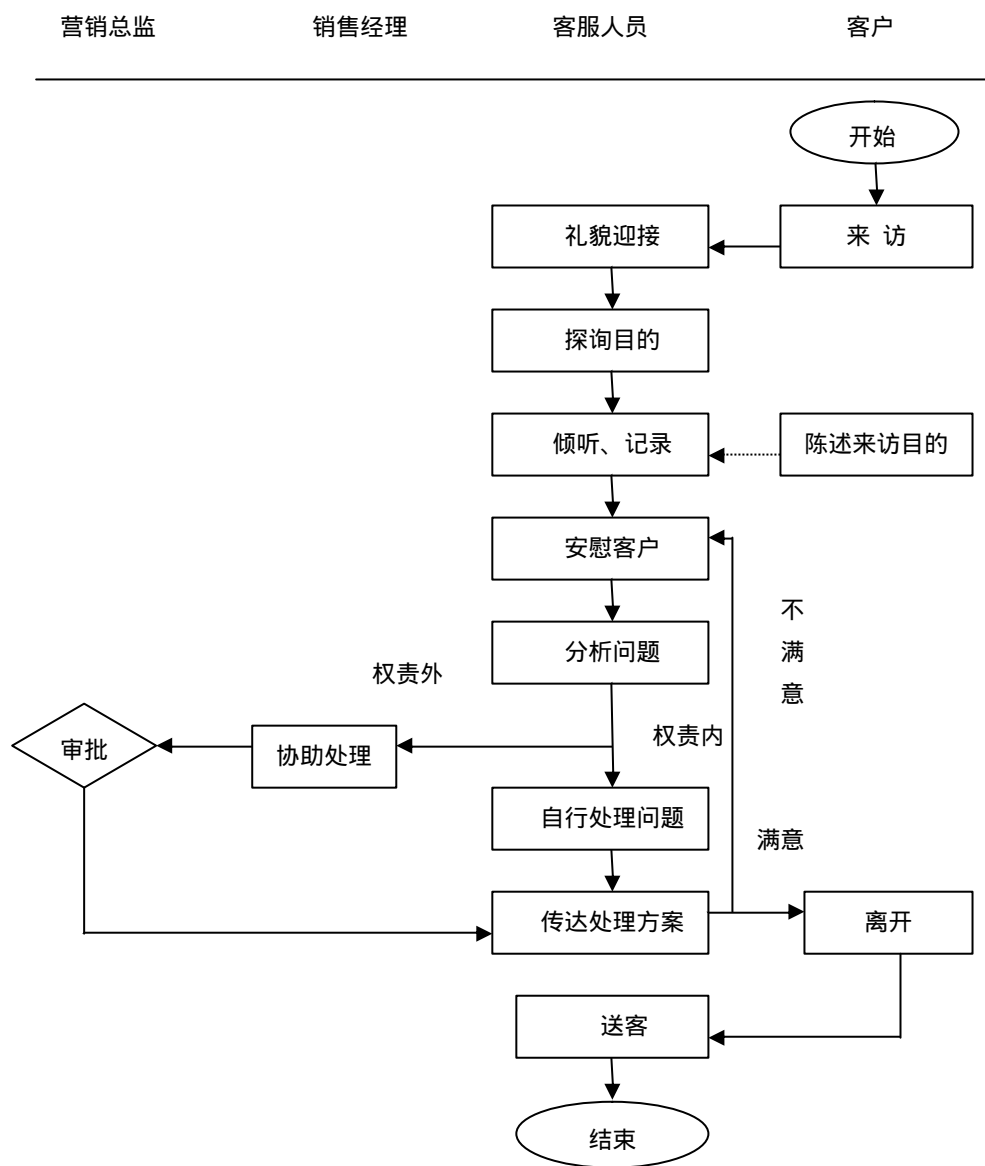 营销总监 销售经理 客服人员 客户
开始
礼貌迎接 来 访
探询目的
倾听、记录 陈述来访目的
安慰客户
不
满
意
分析问题
权责外
权责内
审批 协助处理
自行处理问题
满意
传达处理方案 离开
送客
结束